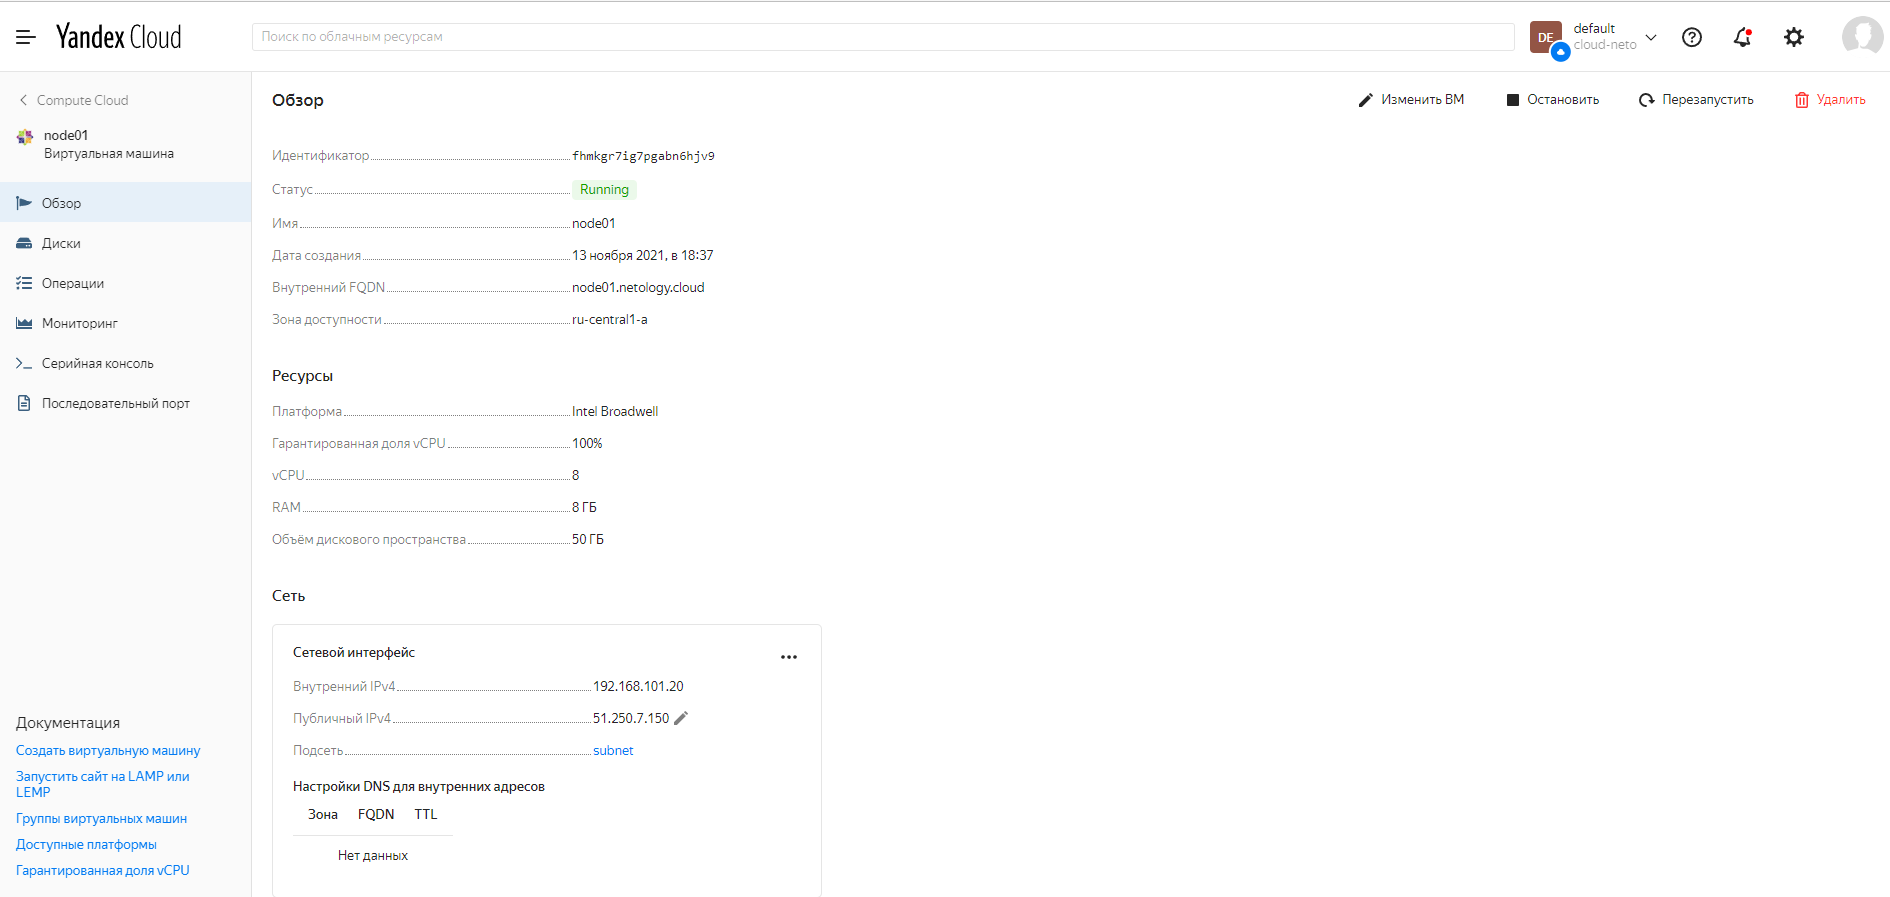 Yandex Cloud
Поиск по облачным ресурсам
DE
default
cloud-neto
Compute Cloud
node01
Виртуальная машина
Обзор
Диски
Операции
Мониторинг
Серийная консоль
Последовательный порт
Документация
Создать виртуальную машину
Запустить сайт на LAMP или
LEMP
Группы виртуальных машин
Доступные платформы
Гарантированная доля vCPU
Обзор
Изменить ВМ
Остановить
Перезапустить
Удалить
Идентификатор fhmkgr7ig7pgabn6hjv9
Статус Running
Имя node01
Дата создания 13 ноября 2021, в 18:37
Внутренний FQDN node01.netology.cloud
Зона доступности ru-central1-a
Ресурсы
Платформа Intel Broadwell
Гарантированная доля vCPU 100%
vCPU 8
RAM 8 ГБ
Объём дискового пространства 50 ГБ
Сеть
Сетевой интерфейс
Внутренний IPv4 192.168.101.20
Публичный IPv4 51.250.7.150
Подсеть subnet
Настройки DNS для внутренних адресов
Зона FQDN TTL
Нет данных